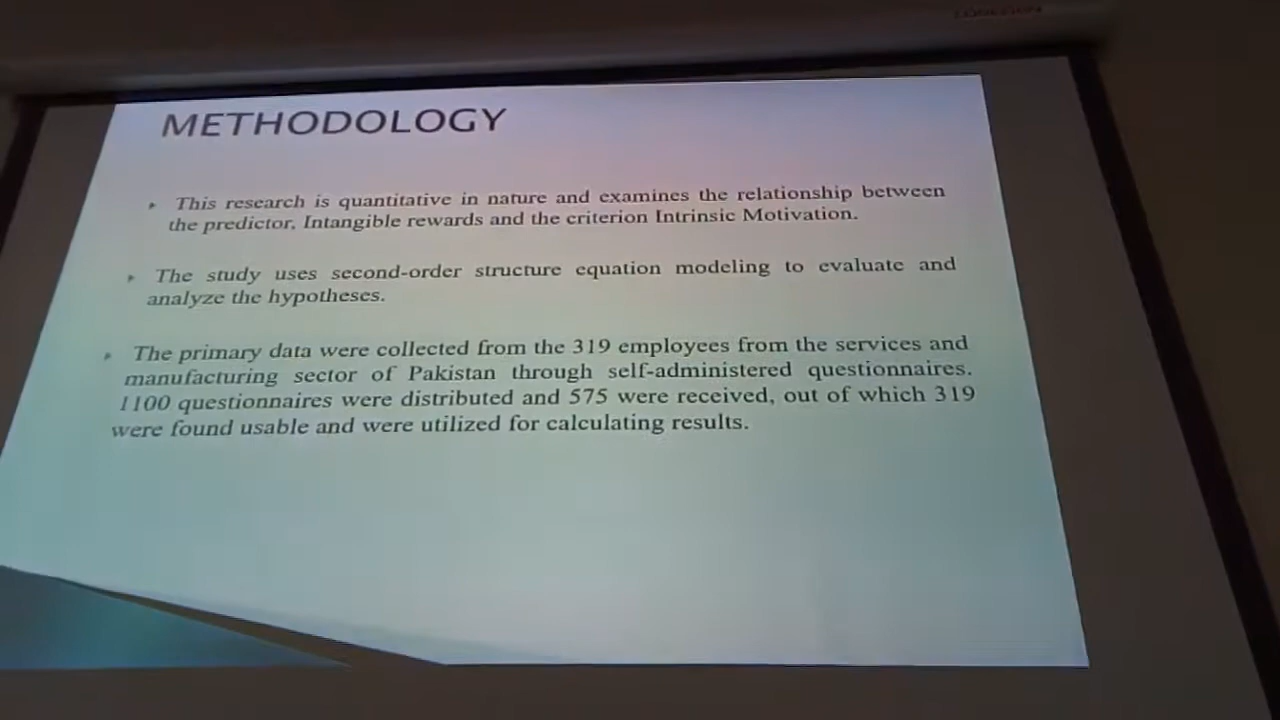 METHODOLOGY
This research is quantitative in nature and examines the relationship between
the predictor, Intangible rewards and the criterion Intrinsic Motivation.
The study uses second-order structure equation modeling to evaluate and
analyze the hypotheses.
The primary data were collected from the 319 employees from the services and
manufacturing sector of Pakistan through self-administered questionnaires.
1100 questionnaires were distributed and 575 were received, out of which 319
were found usable and were utilized for calculating results.